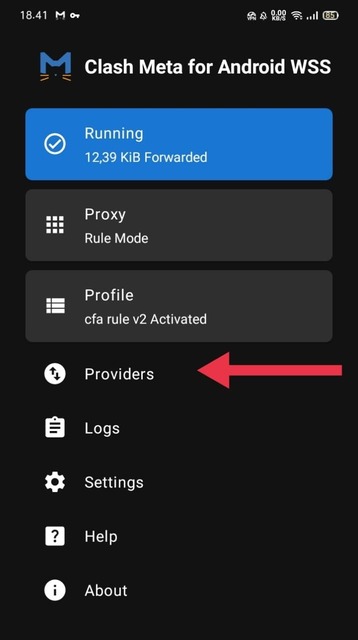 18.41
0.00
KB/S
85
Clash Meta for Android WSS
Running
12,39 KiB Forwarded
Proxy
Rule Mode
Profile
cfa rule v2 Activated
Providers
Logs
Settings
Help
About